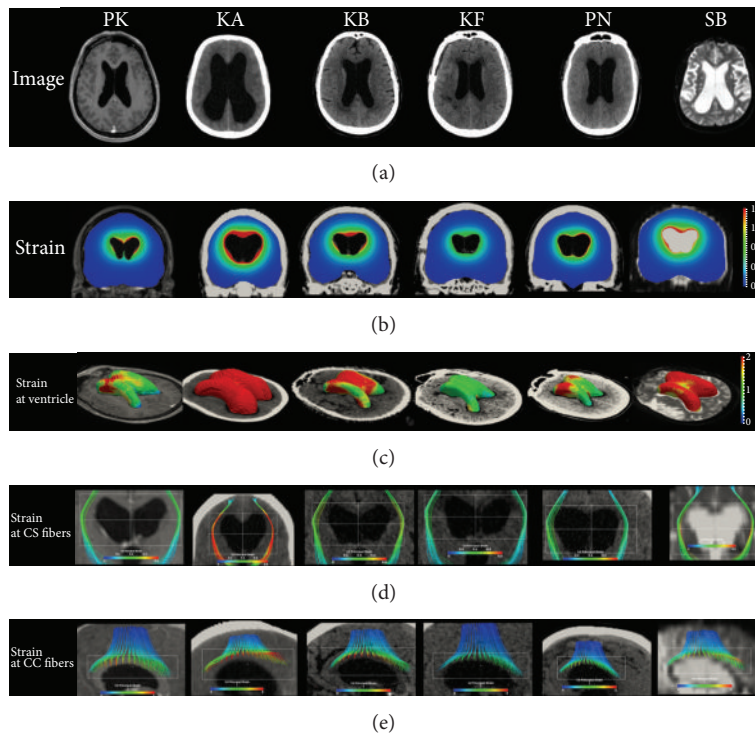 PK KA KB KF PN SB
Image
(a)
Strain
(b)
Strain
at ventricle
2
1
0
(c)
Strain
at CS fibers
(d)
Strain
at CC fibers
(e)